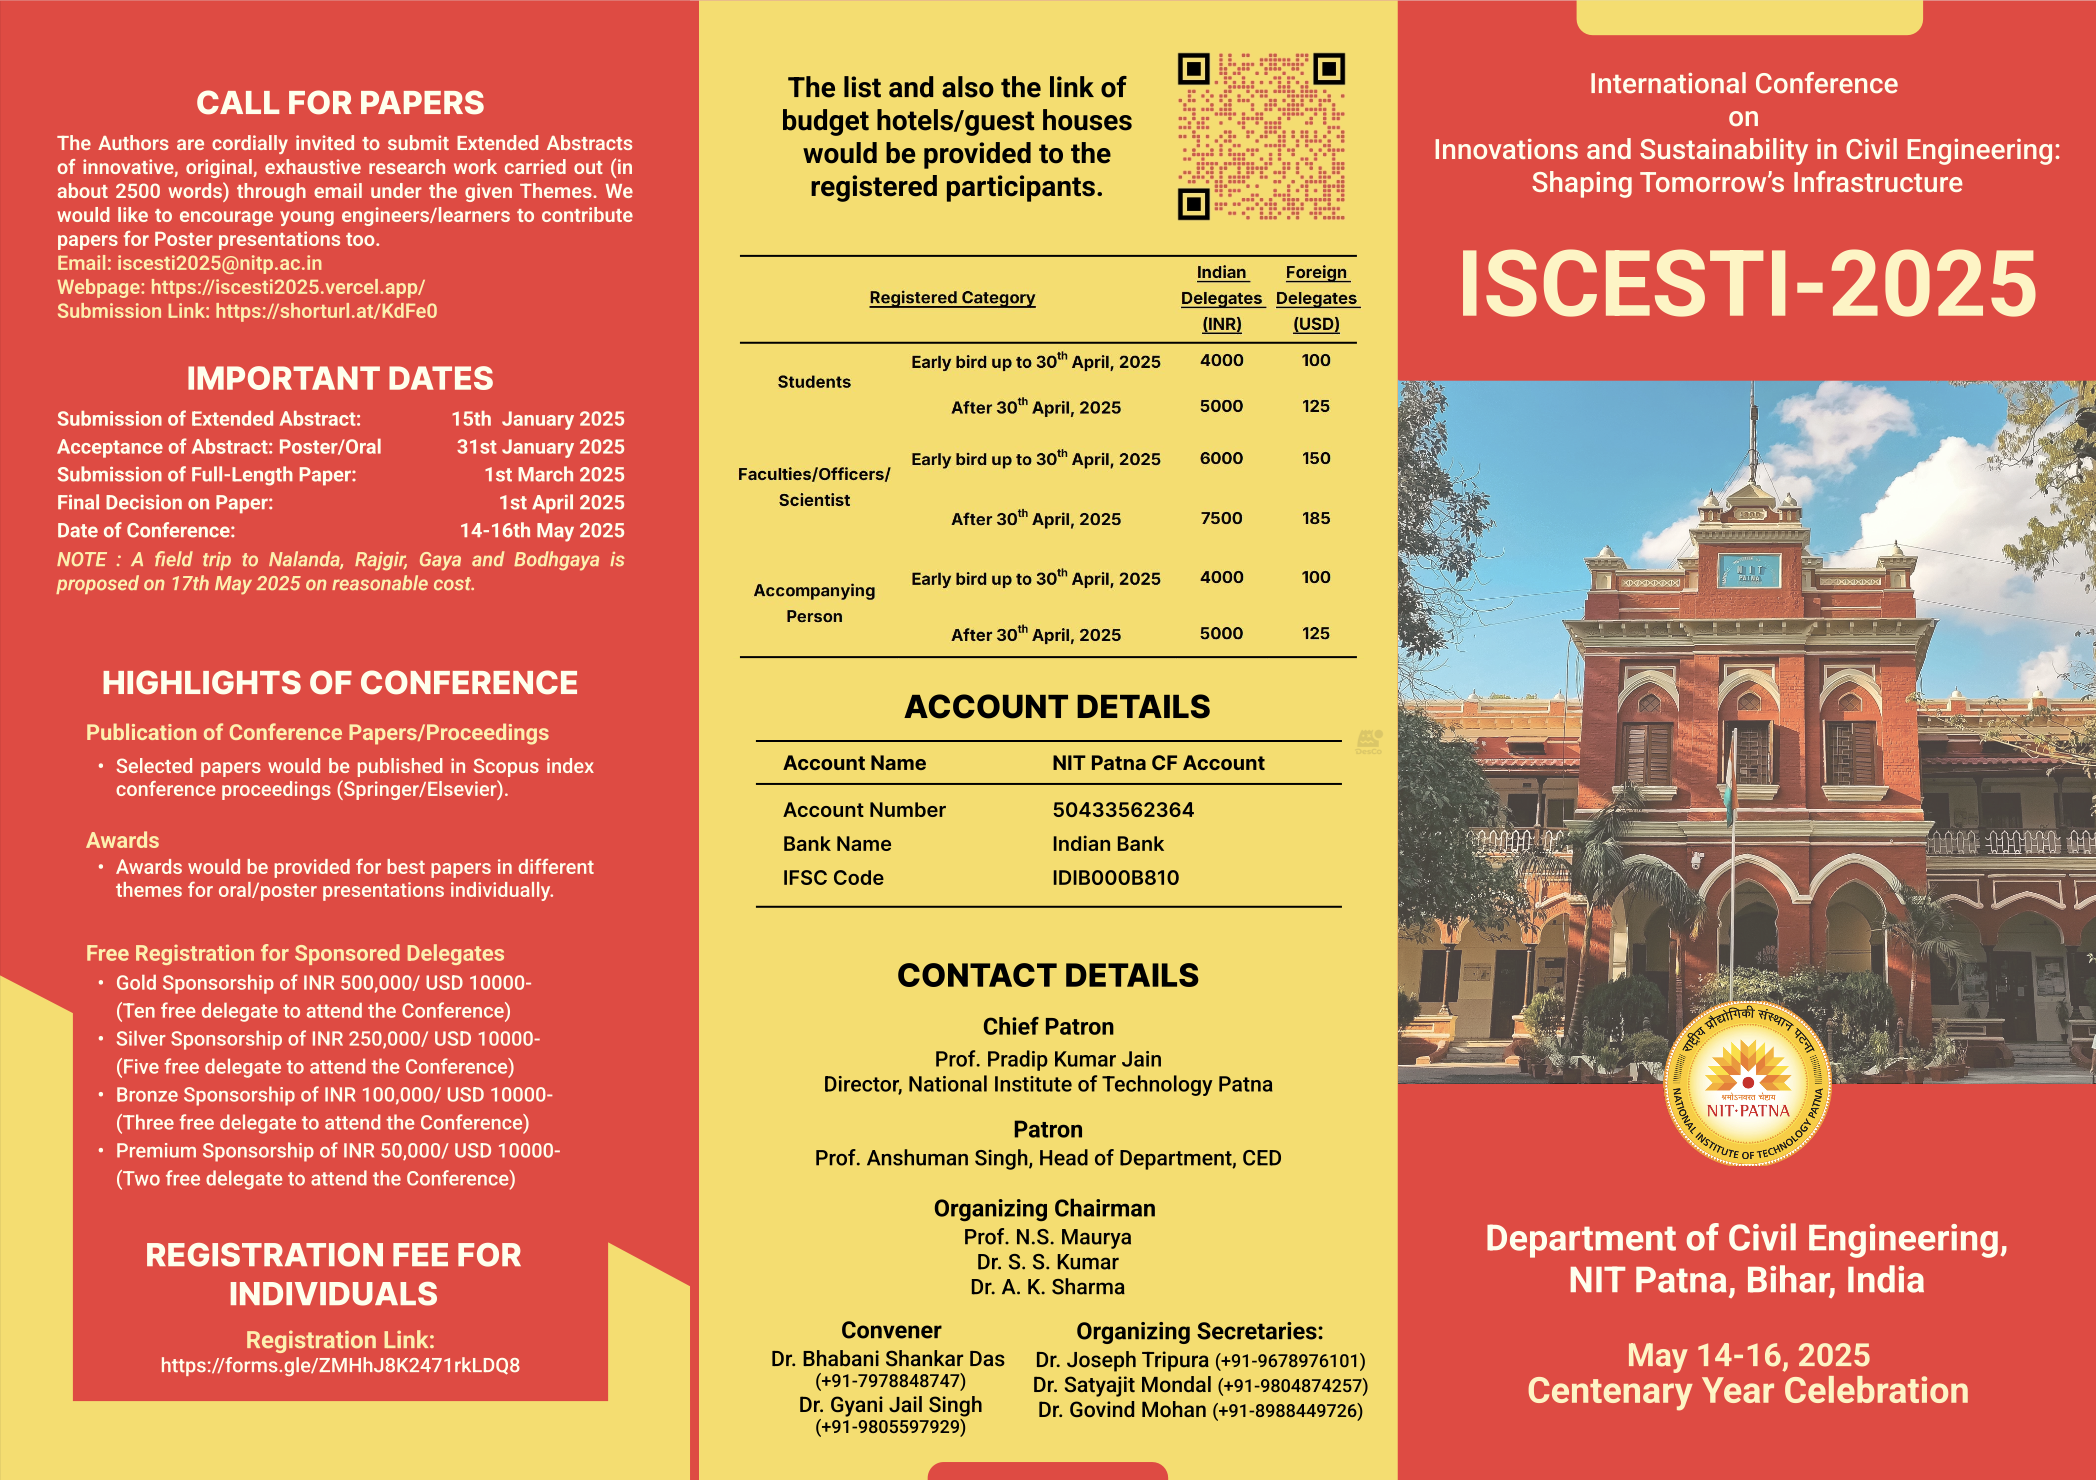 CALL FOR PAPERS
The Authors are cordially invited to submit Extended Abstracts
of innovative, original, exhaustive research work carried out (in
about 2500 words) through email under the given Themes. We
would like to encourage young engineers/learners to contribute
papers for Poster presentations too.
Email: iscesti2025@nitp.ac.in
Webpage: https://iscesti2025.vercel.app/
Submission Link: https://shorturl.at/KdFe0
IMPORTANT DATES
Submission of Extended Abstract: 15th January 2025
Acceptance of Abstract: Poster/Oral 31st January 2025
Submission of Full-Length Paper: 1st March 2025
Final Decision on Paper: 1st April 2025
Date of Conference: 14-16th May 2025
NOTE : A field trip to Nalanda, Rajgir, Gaya and Bodhgaya is
proposed on 17th May 2025 on reasonable cost.
HIGHLIGHTS OF CONFERENCE
Publication of Conference Papers/Proceedings
• Selected papers would be published in Scopus index
conference proceedings (Springer/Elsevier).
Awards
• Awards would be provided for best papers in different
themes for oral/poster presentations individually.
Free Registration for Sponsored Delegates
• Gold Sponsorship of INR 500,000/ USD 10000-
(Ten free delegate to attend the Conference)
• Silver Sponsorship of INR 250,000/ USD 10000-
(Five free delegate to attend the Conference)
• Bronze Sponsorship of INR 100,000/ USD 10000-
(Three free delegate to attend the Conference)
• Premium Sponsorship of INR 50,000/ USD 10000-
(Two free delegate to attend the Conference)
REGISTRATION FEE FOR
INDIVIDUALS
Registration Link:
https://forms.gle/ZMHhJ8K2471rkLDQ8
The list and also the link of
budget hotels/guest houses
would be provided to the
registered participants.
Registered Category Indian Delegates (INR) Foreign Delegates (USD)
Students
Early bird up to 30th April, 2025 4000 100
After 30th April, 2025 5000 125
Faculties/Officers/
Scientist
Early bird up to 30th April, 2025 6000 150
After 30th April, 2025 7500 185
Accompanying
Person
Early bird up to 30th April, 2025 4000 100
After 30th April, 2025 5000 125
ACCOUNT DETAILS
DesCo
Account Name NIT Patna CF Account
Account Number 50433562364
Bank Name Indian Bank
IFSC Code IDIB000B810
CONTACT DETAILS
Chief Patron
Prof. Pradip Kumar Jain
Director, National Institute of Technology Patna
Patron
Prof. Anshuman Singh, Head of Department, CED
Organizing Chairman
Prof. N.S. Maurya
Dr. S. S. Kumar
Dr. A. K. Sharma
Convener
Dr. Bhabani Shankar Das
(+91-7978848747)
Dr. Gyani Jail Singh
(+91-9805597929)
Organizing Secretaries:
Dr. Joseph Tripura (+91-9678976101)
Dr. Satyajit Mondal (+91-9804874257)
Dr. Govind Mohan (+91-8988449726)
International Conference
on
Innovations and Sustainability in Civil Engineering:
Shaping Tomorrow's Infrastructure
ISCESTI-2025
NIT
PATNA
राष्ट्रीय प्रौद्योगिकी संस्थान पटना
श्रमोऽनवरत चेष्टाय
NIT·PATNA
NATIONAL INSTITUTE OF TECHNOLOGY PATNA
Department of Civil Engineering,
NIT Patna, Bihar, India
May 14-16, 2025
Centenary Year Celebration